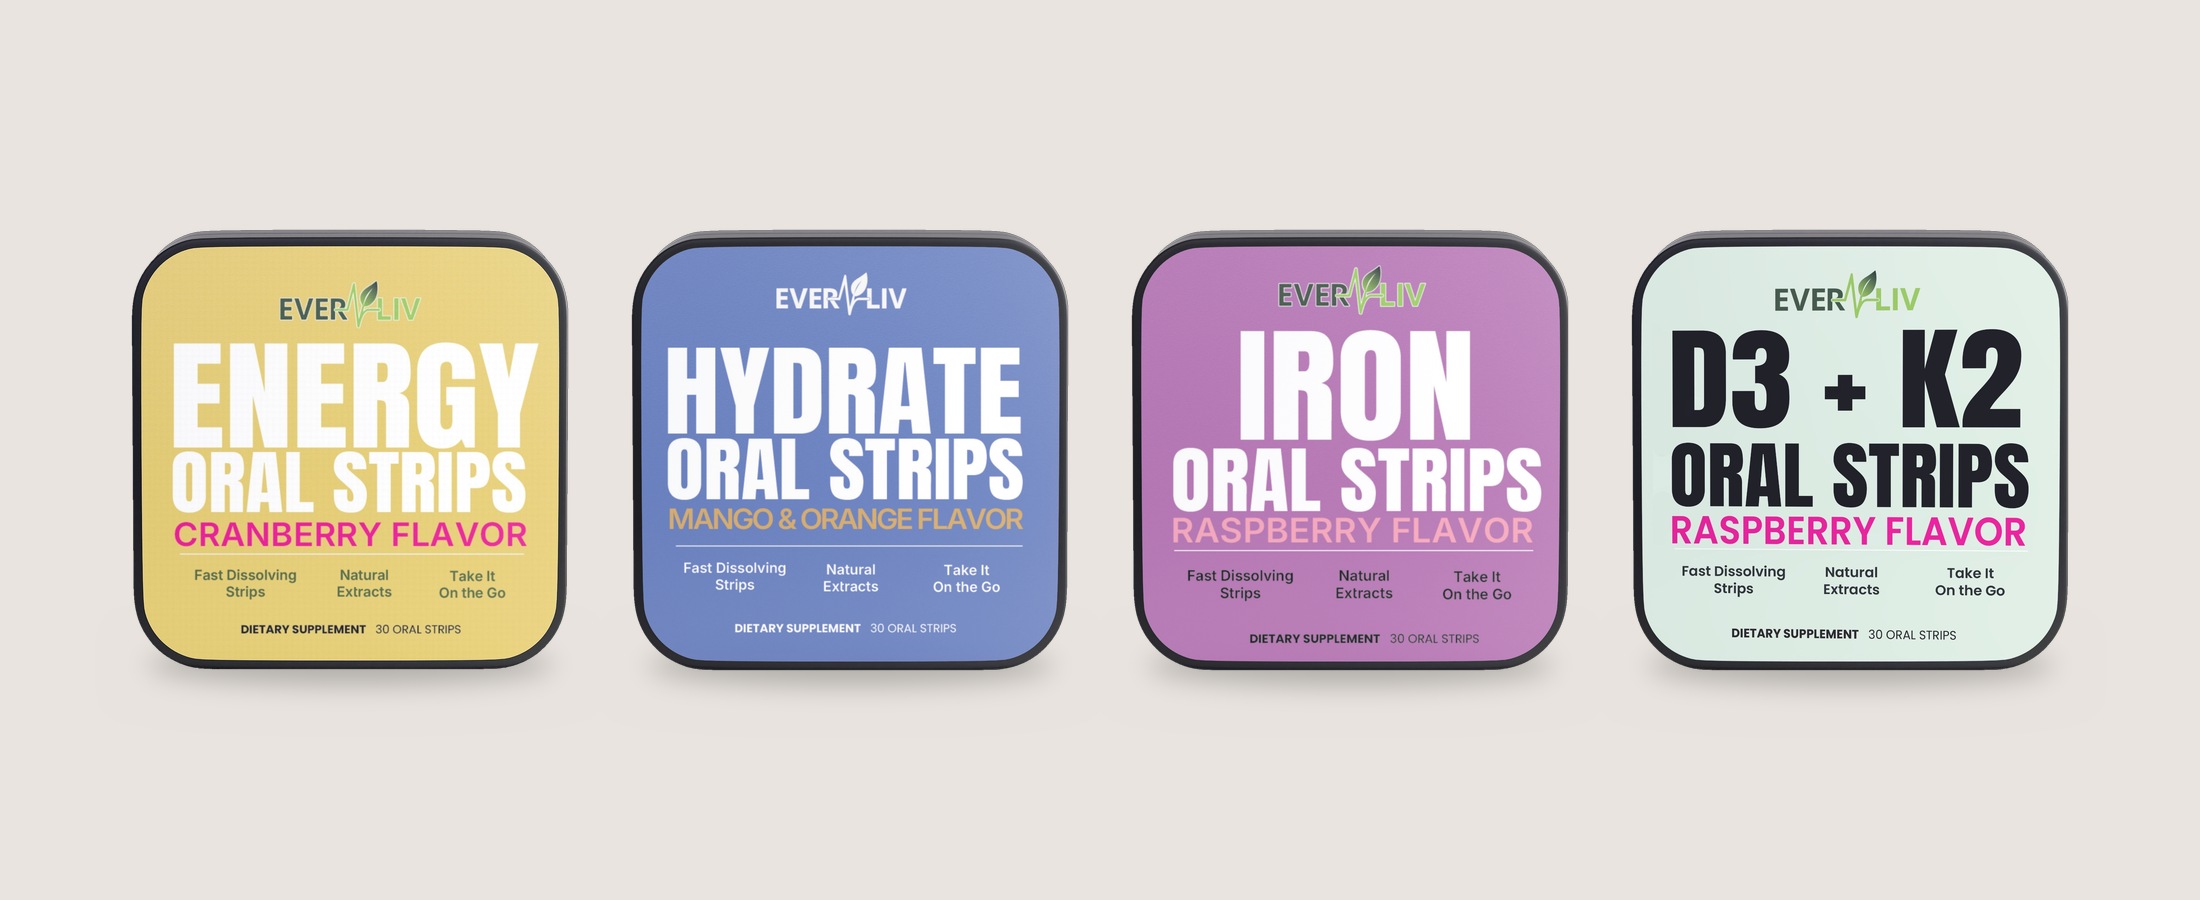 EVERLIV
ENERGY
ORAL STRIPS
CRANBERRY FLAVOR
Fast Dissolving
Strips
Natural
Extracts
Take It
On the Go
DIETARY SUPPLEMENT 30 ORAL STRIPS
EVERLIV
HYDRATE
ORAL STRIPS
MANGO & ORANGE FLAVOR
Fast Dissolving
Strips
Natural
Extracts
Take It
On the Go
DIETARY SUPPLEMENT 30 ORAL STRIPS
EVERLIV
IRON
ORAL STRIPS
RASPBERRY FLAVOR
Fast Dissolving
Strips
Natural
Extracts
Take It
On the Go
DIETARY SUPPLEMENT 30 ORAL STRIPS
EVERLIV
D3 + K2
ORAL STRIPS
RASPBERRY FLAVOR
Fast Dissolving
Strips
Natural
Extracts
Take It
On the Go
DIETARY SUPPLEMENT 30 ORAL STRIPS